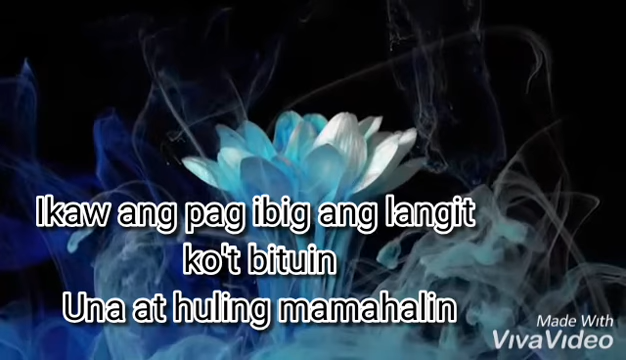 Ikaw ang pag ibig ang langit
ko't bituin
Una at huling mamahalin
Made With
VivaVideo